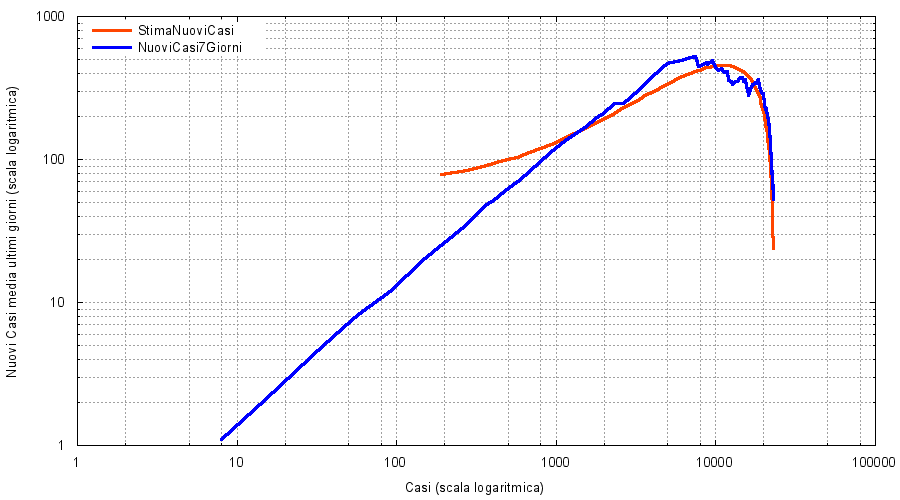 1000
StimaNuoviCasi
NuoviCasi7Giorni
100
10
1
Nuovi Casi media ultimi giorni (scala logaritmica)
1 10 100 1000 10000 100000
Casi (scala logaritmica)